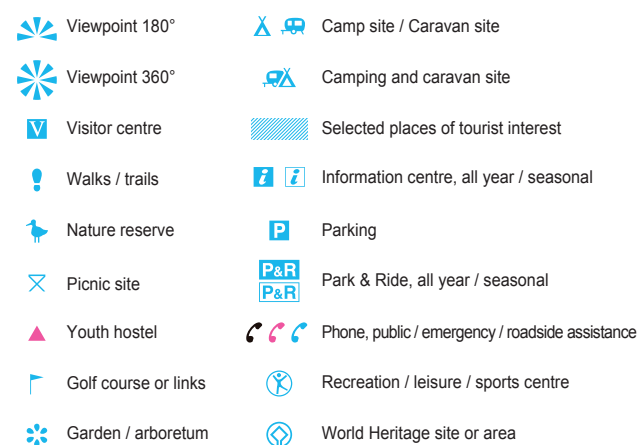 Viewpoint 180°
Viewpoint 360°
V Visitor centre
Walks / trails
Nature reserve
Picnic site
Youth hostel
Golf course or links
Garden / arboretum
Camp site / Caravan site
Camping and caravan site
Selected places of tourist interest
i i Information centre, all year / seasonal
P Parking
P&R
P&R
Park & Ride, all year / seasonal
Phone, public / emergency / roadside assistance
Recreation / leisure / sports centre
World Heritage site or area